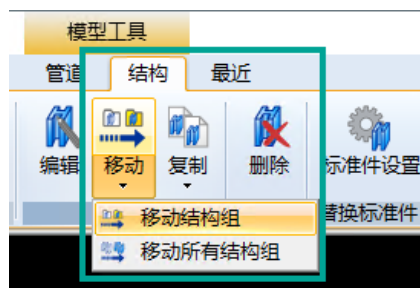 模型工具
管道 结构 最近
编辑 移动 复制 删除 标准件设置
移动结构组 替换标准件
移动所有结构组